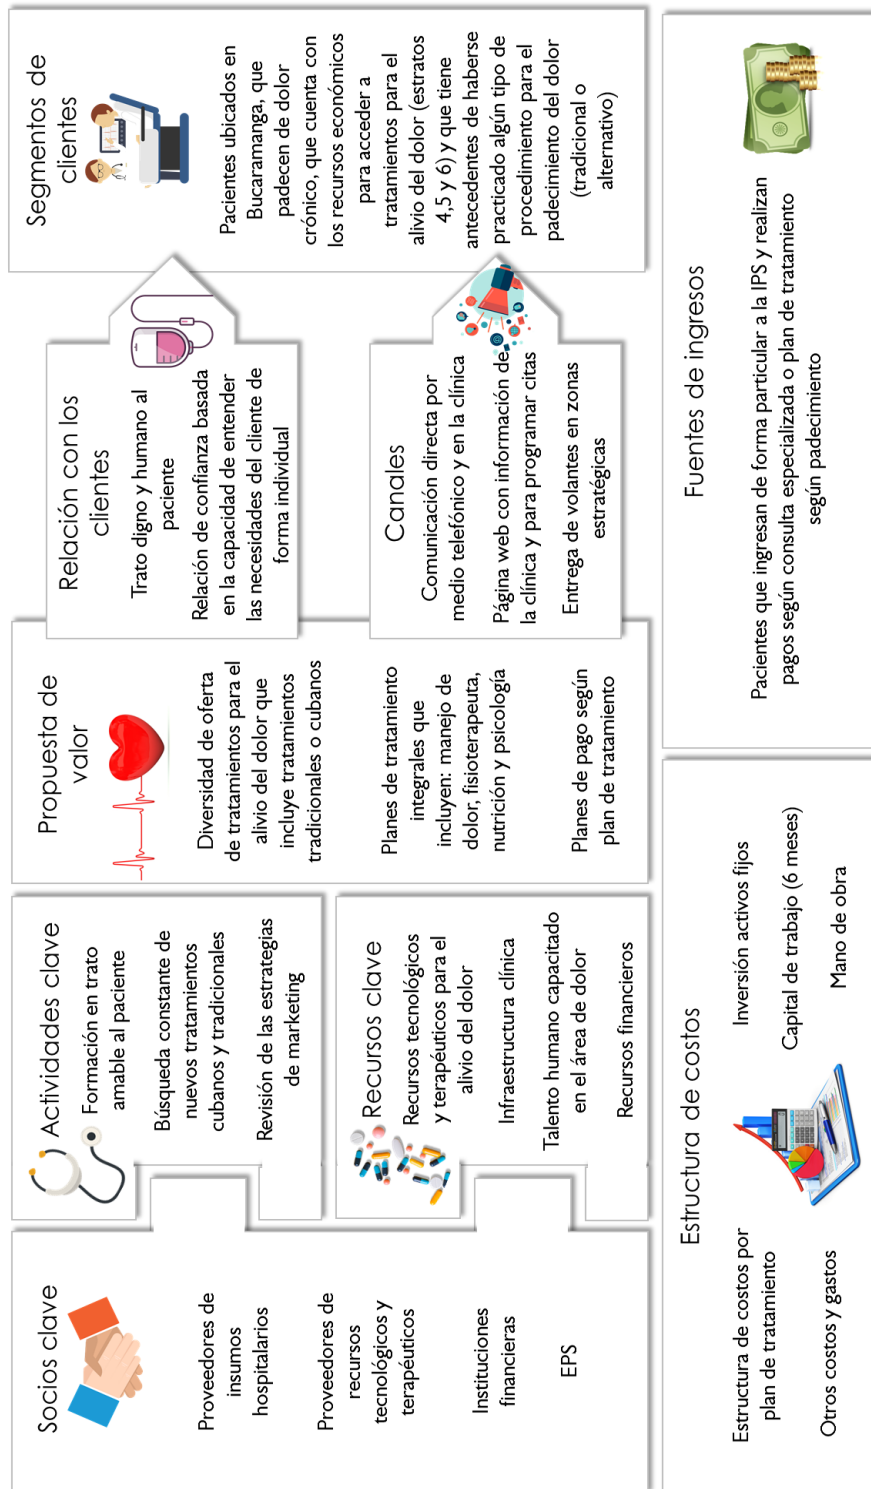 Socios clave
Proveedores de
insumos
hospitalarios
Proveedores de
recursos
tecnológicos y
terapéuticos
Instituciones
financieras
EPS
Actividades clave
Formación en trato
amable al paciente
Búsqueda constante de
nuevos tratamientos
cubanos y tradicionales
Revisión de las estrategias
de marketing
Recursos clave
Recursos tecnológicos
y terapéuticos para el
alivio del dolor
Infraestructura clínica
Talento humano capacitado
en el área de dolor
Recursos financieros
Propuesta de
valor
Diversidad de oferta
de tratamientos para el
alivio del dolor que
incluye tratamientos
tradicionales o cubanos
Planes de tratamiento
integrales que
incluyen: manejo de
dolor, fisioterapeuta,
nutrición y psicología
Planes de pago según
plan de tratamiento
Relación con los
clientes
Trato digno y humano al
paciente
Relación de confianza basada
en la capacidad de entender
las necesidades del cliente de
forma individual
Canales
Comunicación directa por
medio telefónico y en la clínica
Página web con información de
la clínica y para programar citas
Entrega de volantes en zonas
estratégicas
Segmentos de
clientes
Pacientes ubicados en
Bucaramanga, que
padecen de dolor
crónico, que cuenta con
los recursos económicos
para acceder a
tratamientos para el
alivio del dolor (estratos
4,5 y 6) y que tiene
antecedentes de haberse
practicado algún tipo de
procedimiento para el
padecimiento del dolor
(tradicional o
alternativo)
Estructura de costos
Estructura de costos por
plan de tratamiento
Otros costos y gastos
Inversión activos fijos
Capital de trabajo (6 meses)
Mano de obra
Fuentes de ingresos
Pacientes que ingresan de forma particular a la IPS y realizan
pagos según consulta especializada o plan de tratamiento
según padecimiento